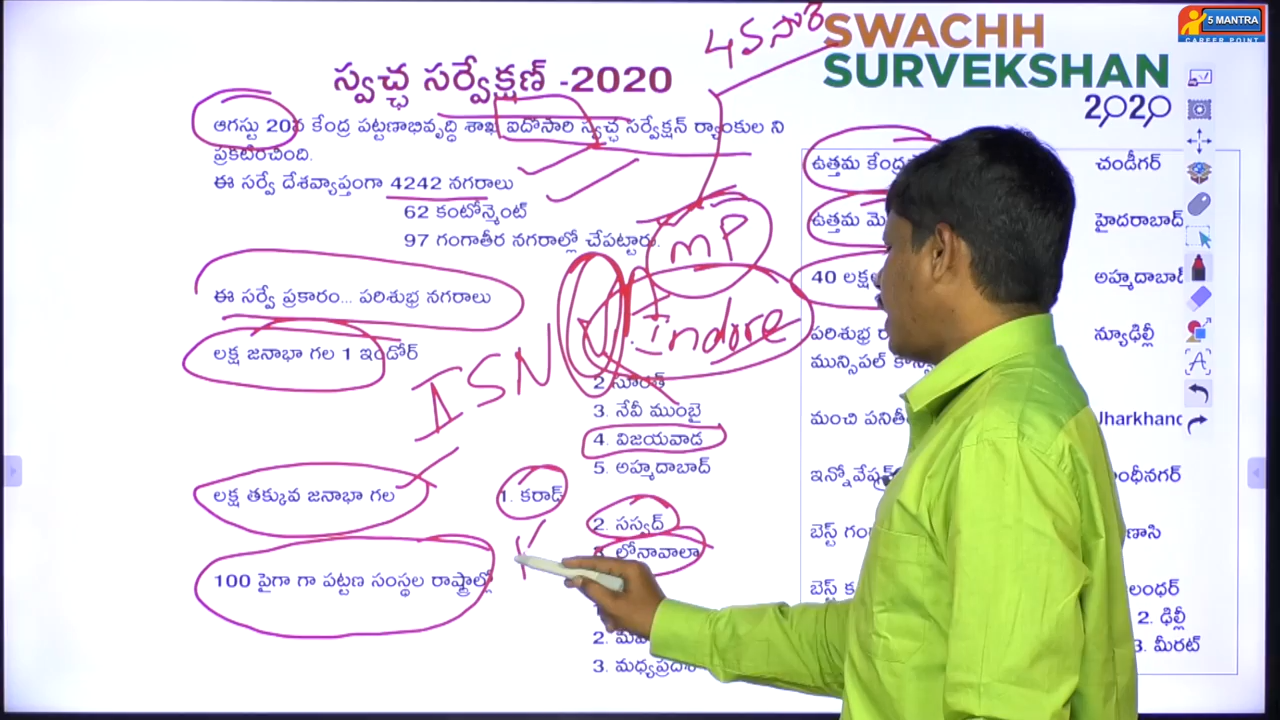 5 MANTRA
CAREER POINT
4వ సారి
SWACHH
SURVEKSHAN
2020
స్వచ్ఛ సర్వేక్షణ్ -2020
ఆగస్టు 20న కేంద్ర పట్టణాభివృద్ధి శాఖ ఐదొసారి స్వచ్ఛ సర్వేక్షన్ ర్యాంకుల ని
ప్రకటించింది.
ఈ సర్వే దేశవ్యాప్తంగా 4242 నగరాలు
62 కంటోన్మెంట్
97 గంగాతీర నగరాల్లో చేపట్టారు.
MP
ఈ సర్వే ప్రకారం... పరిశుభ్ర నగరాలు
Indore
లక్ష జనాభా గల 1 ఇండోర్
ISN
2 సూరత్
3. నేవీ ముంబై
4. విజయవాడ
5. అహ్మదాబాద్
లక్ష తక్కువ జనాభా గల 1. కరాడ్
2. సస్వద్
లోనావాలా
100 పైగా గా పట్టణ సంస్థల రాష్ట్రాల్లో
2.
3. మధ్యప్రదే
ఉత్తమ చండీగర్
ఉత్తమ హైదరాబాద్
40 అహ్మదాబాద్
పరిశుభ్ర న్యూఢిల్లీ
మున్సిపల్
మంచి Jharkhand
బెస్ట్
బెస్ట్
2. ఢిల్లీ
3. మీరట్